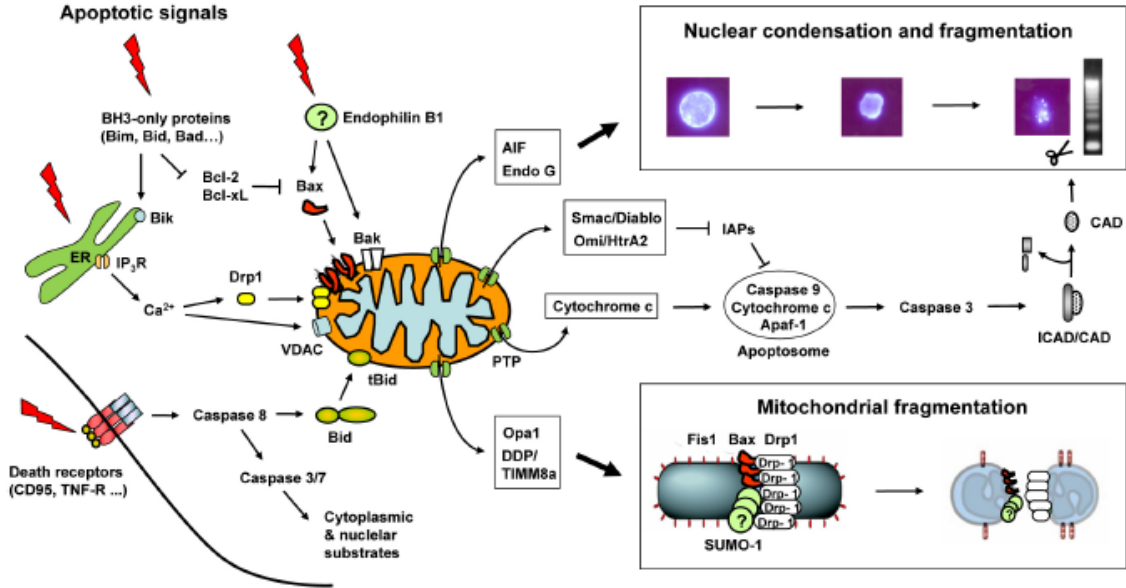 Apoptotic signals
BH3-only proteins
(Bim, Bid, Bad...)
?
Endophilin B1
Bcl-2
Bcl-xL
Bax
Bik
Bak
ER
IP3R
Drp1
Ca2+
VDAC
PTP
tBid
AIF
Endo G
Smac/Diablo
Omi/HtrA2
IAPs
Cytochrome c
Caspase 9
Cytochrome c
Apaf-1
Apoptosome
Caspase 3
ICAD/CAD
CAD
Nuclear condensation and fragmentation
Death receptors
(CD95, TNF-R ...)
Caspase 8
Bid
Caspase 3/7
Cytoplasmic
& nuclelar
substrates
Opa1
DDP/
TIMM8a
Mitochondrial fragmentation
Fis1 Bax Drp1
Drp- 1
Drp- 1
Drp- 1
Drp- 1
Drp- 1
?
SUMO-1
?